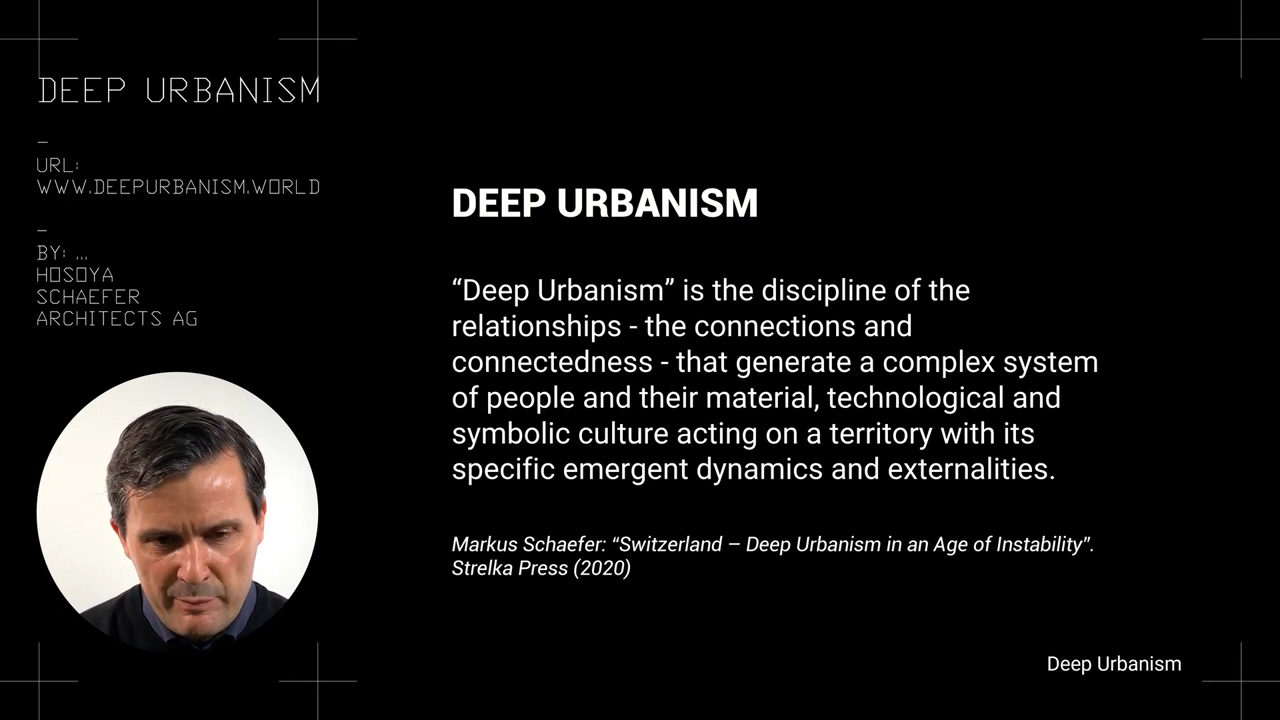 DEEP URBANISM
–
URL:
WWW.DEEPURBANISM.WORLD
–
BY: ...
HOSOYA
SCHAEFER
ARCHITECTS AG
DEEP URBANISM
“Deep Urbanism” is the discipline of the
relationships - the connections and
connectedness - that generate a complex system
of people and their material, technological and
symbolic culture acting on a territory with its
specific emergent dynamics and externalities.
Markus Schaefer: “Switzerland – Deep Urbanism in an Age of Instability”.
Strelka Press (2020)
Deep Urbanism